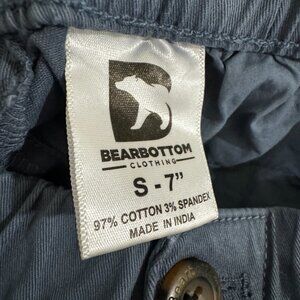 BEARBOTTOM
CLOTHING
S - 7"
97% COTTON 3% SPANDEX
MADE IN INDIA